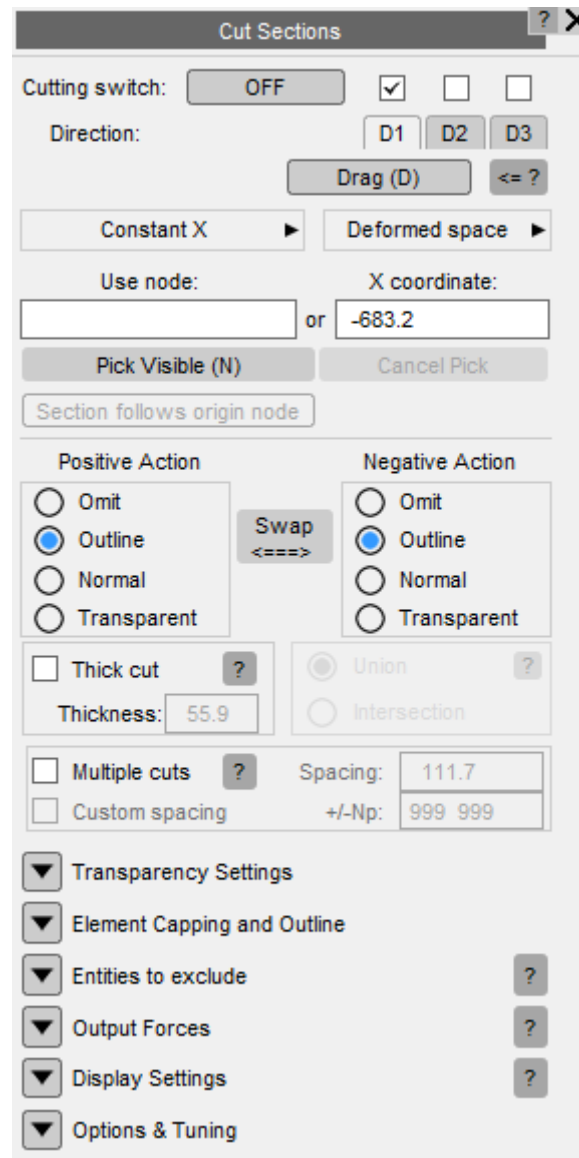 Cut Sections ? X
Cutting switch: OFF
Direction: D1 D2 D3
Drag (D) <= ?
Constant X Deformed space
Use node: X coordinate:
or -683.2
Pick Visible (N) Cancel Pick
Section follows origin node
Positive Action Negative Action
Omit Omit
Swap
Outline <===> Outline
Normal Normal
Transparent Transparent
Thick cut ? Union ?
Thickness: 55.9 Intersection
Multiple cuts ? Spacing: 111.7
Custom spacing +/-Np: 999 999
Transparency Settings
Element Capping and Outline
Entities to exclude ?
Output Forces ?
Display Settings ?
Options & Tuning